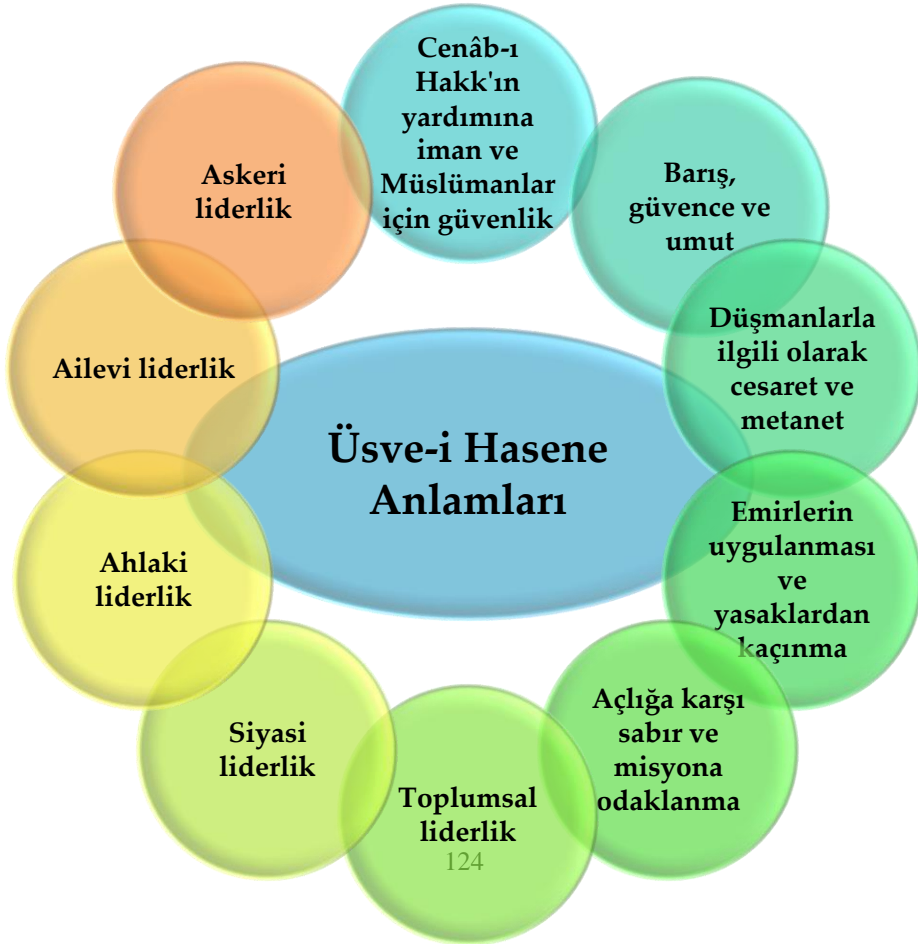 Cenâb-ı
Hakk'ın
yardımına
iman ve
Müslümanlar
için güvenlik
Barış,
güvence ve
umut
Düşmanlarla
ilgili olarak
cesaret ve
metanet
Emirlerin
uygulanması
ve
yasaklardan
kaçınma
Açlığa karşı
sabır ve
misyona
odaklanma
Toplumsal
liderlik
124
Siyasi
liderlik
Ahlaki
liderlik
Ailevi liderlik
Askeri
liderlik
Üsve-i Hasene
Anlamları